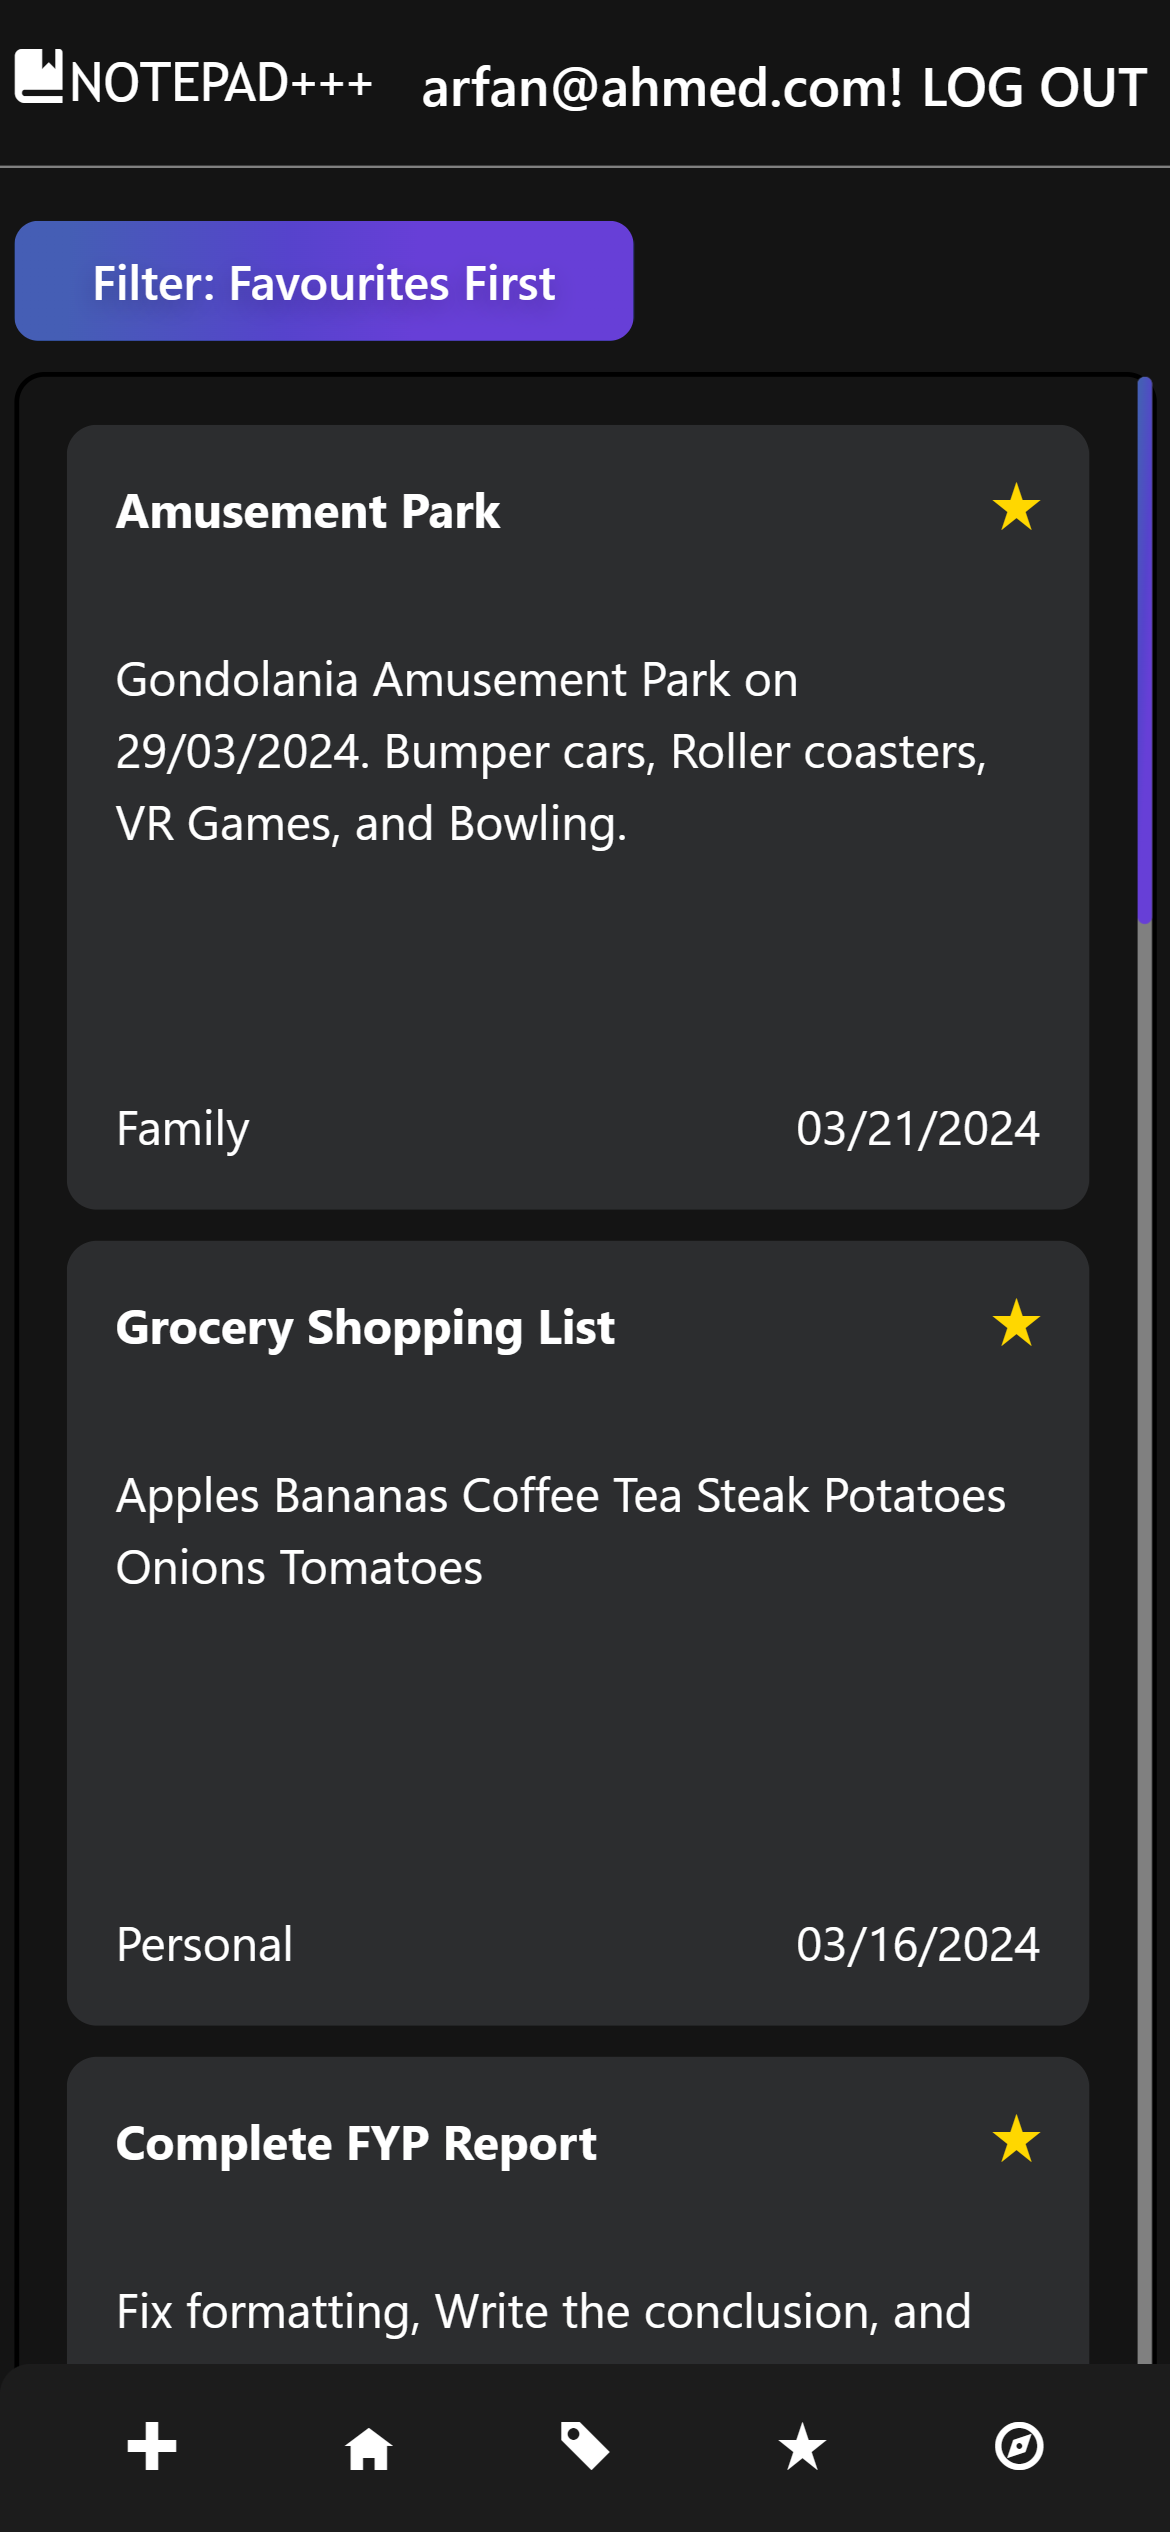 NOTEPAD+++ arfan@ahmed.com! LOG OUT
Filter: Favourites First
Amusement Park
Gondolania Amusement Park on
29/03/2024. Bumper cars, Roller coasters,
VR Games, and Bowling.
Family 03/21/2024
Grocery Shopping List
Apples Bananas Coffee Tea Steak Potatoes
Onions Tomatoes
Personal 03/16/2024
Complete FYP Report
Fix formatting, Write the conclusion, and